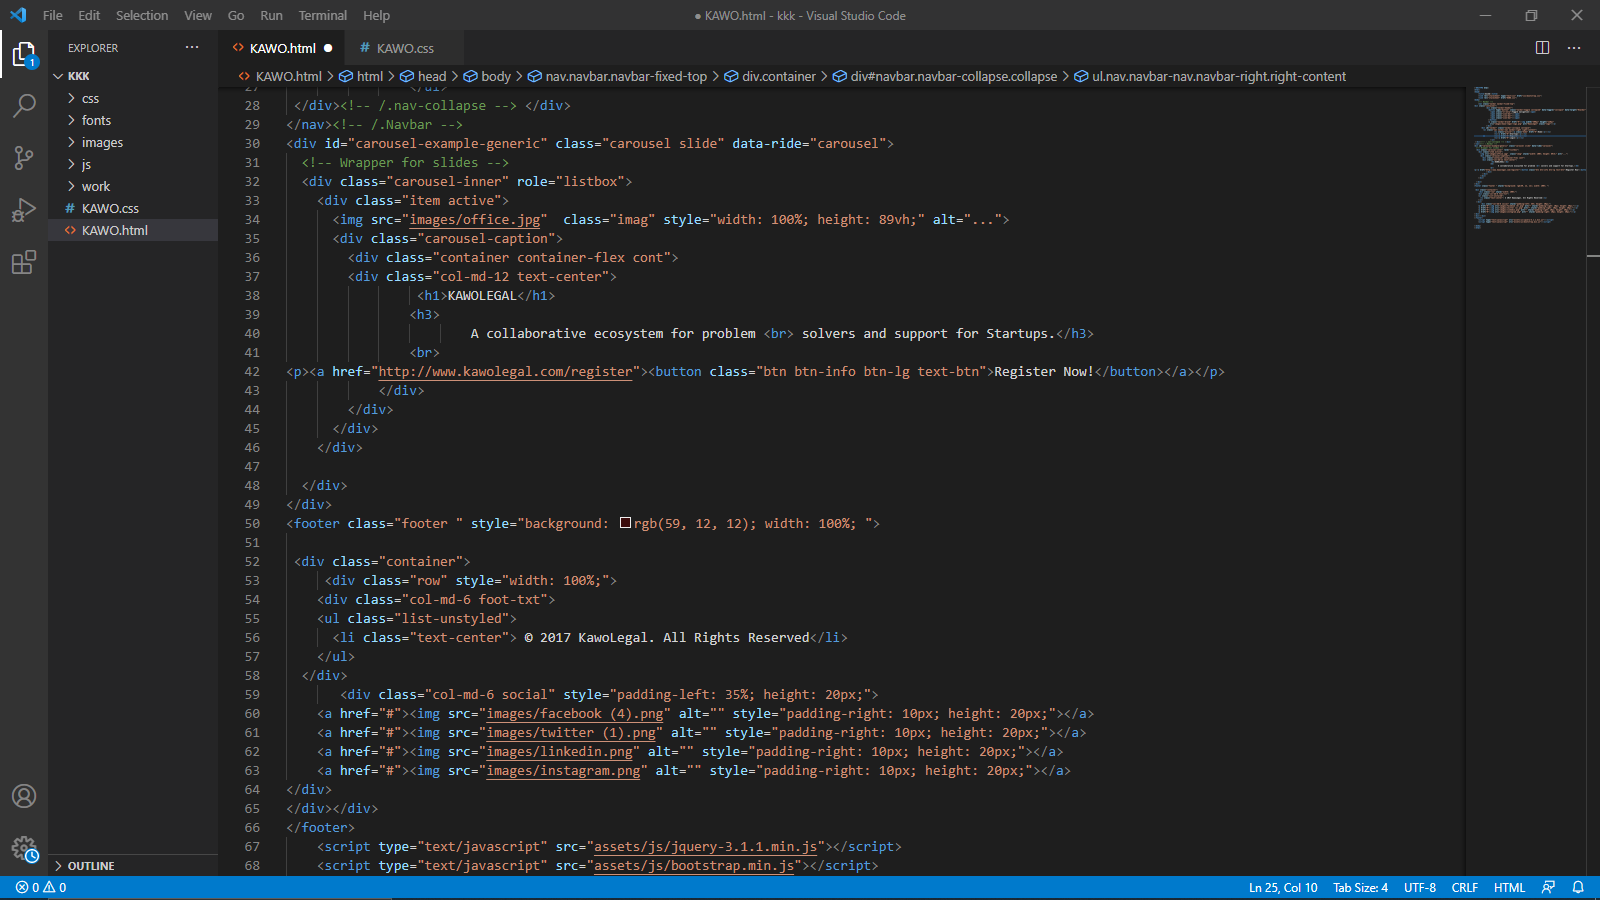 File Edit Selection View Go Run Terminal Help
● KAWO.html - kkk - Visual Studio Code
EXPLORER
KAWO.html
# KAWO.css
KAWO.html > html > head > body > nav.navbar.navbar-fixed-top > div.container > div#navbar.navbar-collapse.collapse > ul.nav.navbar-nav.navbar-right.right-content
1
KKK
css
fonts
images
js
work
# KAWO.css
<> KAWO.html
OUTLINE
27 </ul>
28 </div><!-- /.nav-collapse --> </div>
29 </nav><!-- /.Navbar -->
30 <div id="carousel-example-generic" class="carousel slide" data-ride="carousel">
31 <!-- Wrapper for slides -->
32 <div class="carousel-inner" role="listbox">
33 <div class="item active">
34 <img src="images/office.jpg"  class="imag" style="width: 100%; height: 89vh;" alt="...">
35 <div class="carousel-caption">
36 <div class="container container-flex cont">
37 <div class="col-md-12 text-center">
38 <h1>KAWOLEGAL</h1>
39 <h3>
40 A collaborative ecosystem for problem <br> solvers and support for Startups.</h3>
41 <br>
42 <p><a href="http://www.kawolegal.com/register"><button class="btn btn-info btn-lg text-btn">Register Now!</button></a></p>
43 </div>
44 </div>
45 </div>
46 </div>
47
48 </div>
49 </div>
50 <footer class="footer " style="background: rgb(59, 12, 12); width: 100%; ">
51
52 <div class="container">
53 <div class="row" style="width: 100%;">
54 <div class="col-md-6 foot-txt">
55 <ul class="list-unstyled">
56 <li class="text-center"> © 2017 KawoLegal. All Rights Reserved</li>
57 </ul>
58 </div>
59 <div class="col-md-6 social" style="padding-left: 35%; height: 20px;">
60 <a href="#"><img src="images/facebook (4).png" alt="" style="padding-right: 10px; height: 20px;"></a>
61 <a href="#"><img src="images/twitter (1).png" alt="" style="padding-right: 10px; height: 20px;"></a>
62 <a href="#"><img src="images/linkedin.png" alt="" style="padding-right: 10px; height: 20px;"></a>
63 <a href="#"><img src="images/instagram.png" alt="" style="padding-right: 10px; height: 20px;"></a>
64 </div>
65 </div></div>
66 </footer>
67 <script type="text/javascript" src="assets/js/jquery-3.1.1.min.js"></script>
68 <script type="text/javascript" src="assets/js/bootstrap.min.js"></script>
0 0
Ln 25, Col 10 Tab Size: 4 UTF-8 CRLF HTML